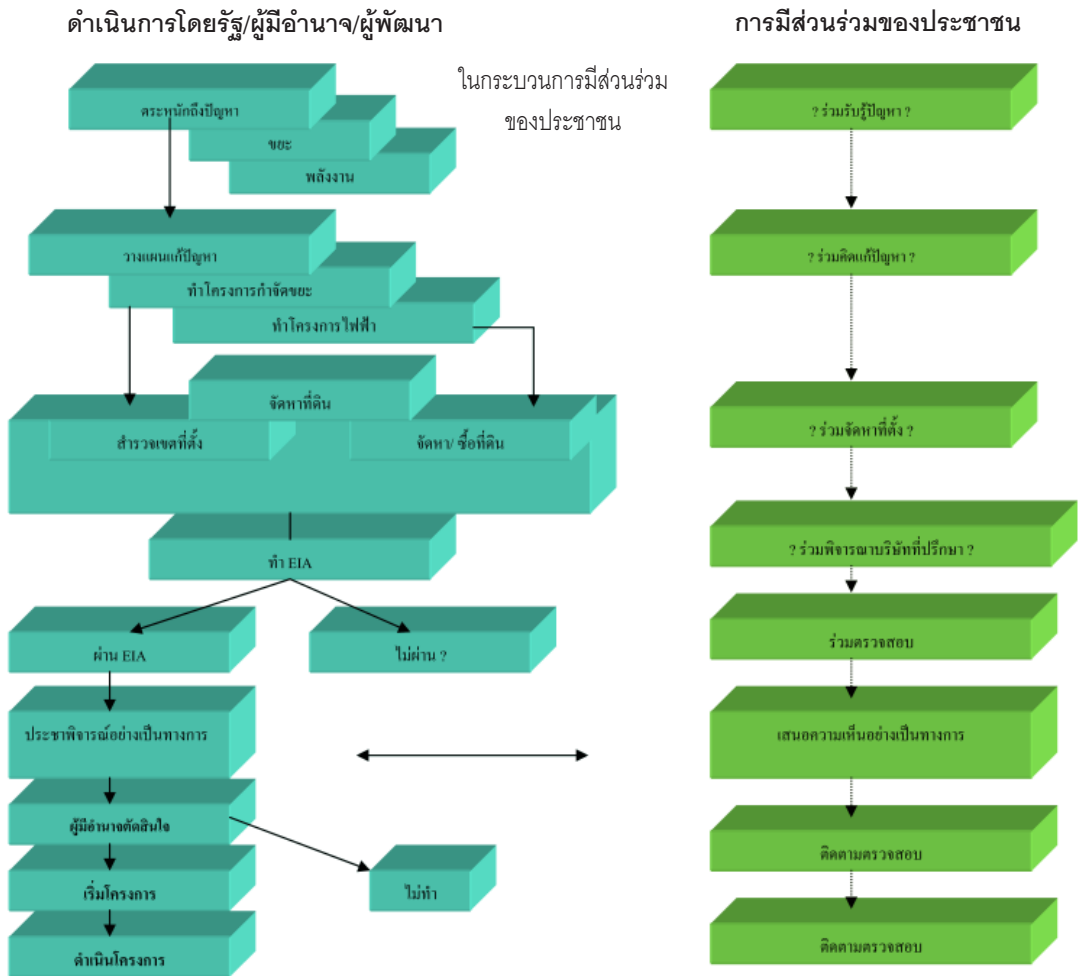 ดำเนินการโดยรัฐ/ผู้มีอำนาจ/ผู้พัฒนา
การมีส่วนร่วมของประชาชน
ในกระบวนการมีส่วนร่วม
ของประชาชน
ตระหนักถึงปัญหา
ขยะ
พลังงาน
วางแผนแก้ปัญหา
ทำโครงการกำจัดขยะ
ทำโครงการไฟฟ้า
จัดหาที่ดิน
สำรวจเขตที่ตั้ง
จัดหา/ ซื้อที่ดิน
ทำ EIA
ผ่าน EIA
ไม่ผ่าน ?
ประชาพิจารณ์อย่างเป็นทางการ
ผู้มีอำนาจตัดสินใจ
เริ่มโครงการ
ไม่ทำ
ดำเนินโครงการ
? ร่วมรับรู้ปัญหา ?
? ร่วมคิดแก้ปัญหา ?
? ร่วมจัดหาที่ตั้ง ?
? ร่วมพิจารณาบริษัทที่ปรึกษา ?
ร่วมตรวจสอบ
เสนอความเห็นอย่างเป็นทางการ
ติดตามตรวจสอบ
ติดตามตรวจสอบ